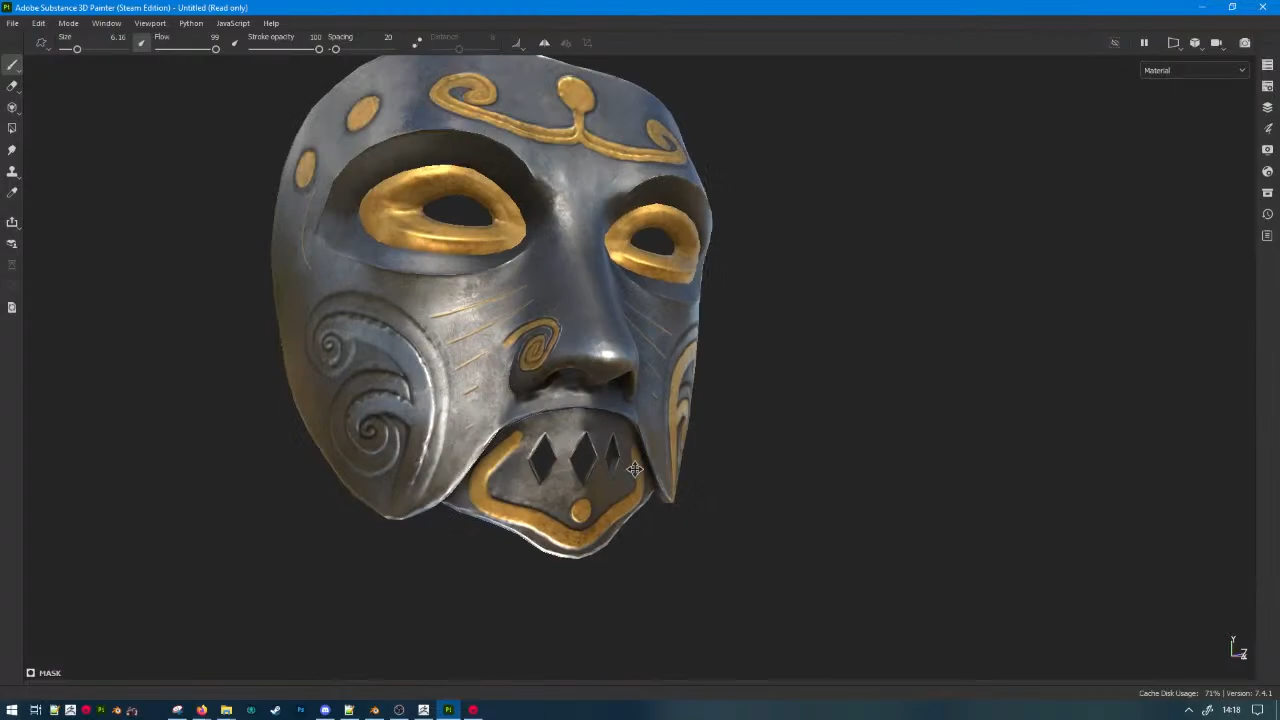 Adobe Substance 3D Painter (Steam Edition) - Untitled (Read only)
File Edit Mode Window Viewport Python JavaScript Help
Size 6.16 Flow 99 Stroke opacity 100 Spacing 20 Distance 8
Material
MASK
Y
Z
Cache Disk Usage: 71% | Version: 7.4.1
14:18